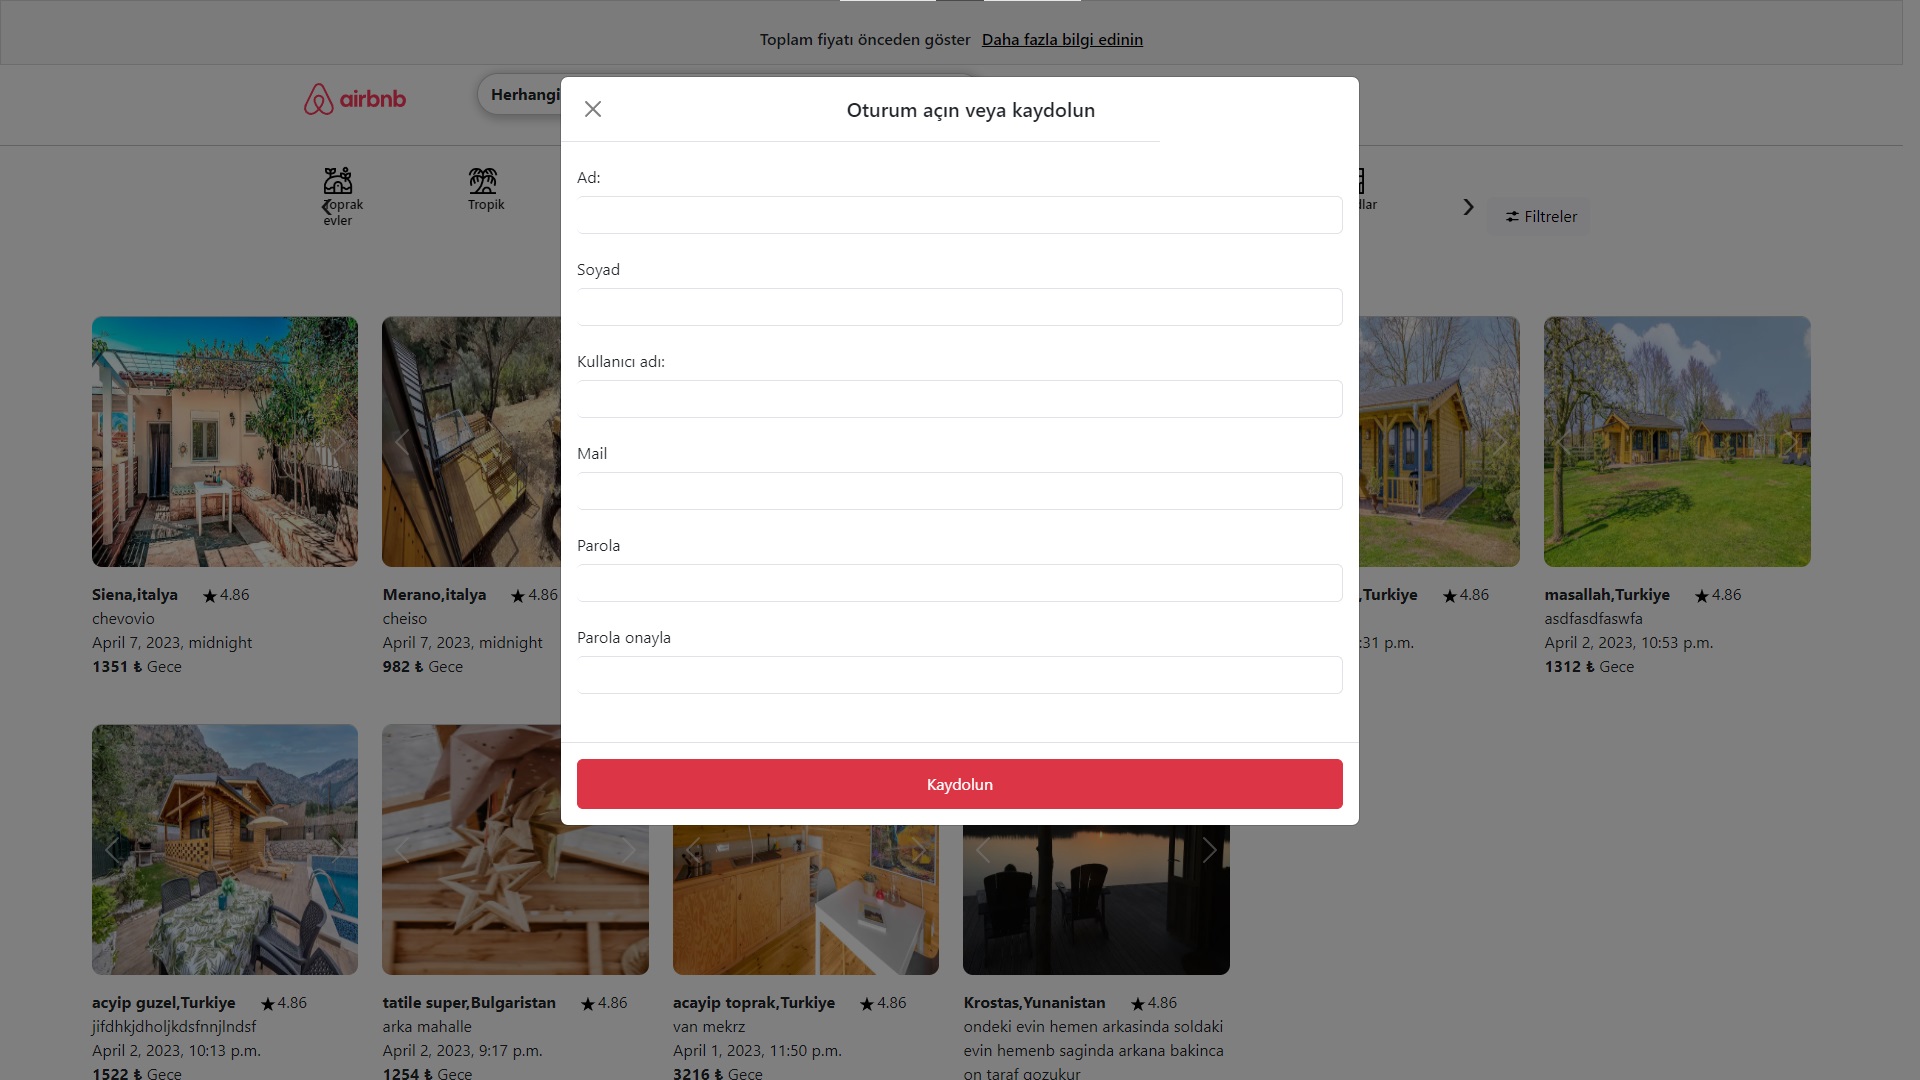 Toplam fiyatı önceden göster Daha fazla bilgi edinin
airbnb
Herhangi
Oturum açın veya kaydolun
Toprak evler
Tropik
Filtreler
Ad:
Soyad
Kullanıcı adı:
Mail
Parola
Parola onayla
Kaydolun
Siena,italya ★4.86
chevovio
April 7, 2023, midnight
1351 ₺ Gece
Merano,italya ★4.86
cheiso
April 7, 2023, midnight
982 ₺ Gece
,Turkiye ★4.86
:31 p.m.
masallah,Turkiye ★4.86
asdfasdfaswfa
April 2, 2023, 10:53 p.m.
1312 ₺ Gece
acyip guzel,Turkiye ★4.86
jifdhkjdholjkdsfnnjlndsf
April 2, 2023, 10:13 p.m.
1522 ₺ Gece
tatile super,Bulgaristan ★4.86
arka mahalle
April 2, 2023, 9:17 p.m.
1254 ₺ Gece
acayip toprak,Turkiye ★4.86
van mekrz
April 1, 2023, 11:50 p.m.
3216 ₺ Gece
Krostas,Yunanistan ★4.86
ondeki evin hemen arkasinda soldaki
evin hemenb saginda arkana bakinca
on taraf gozukur